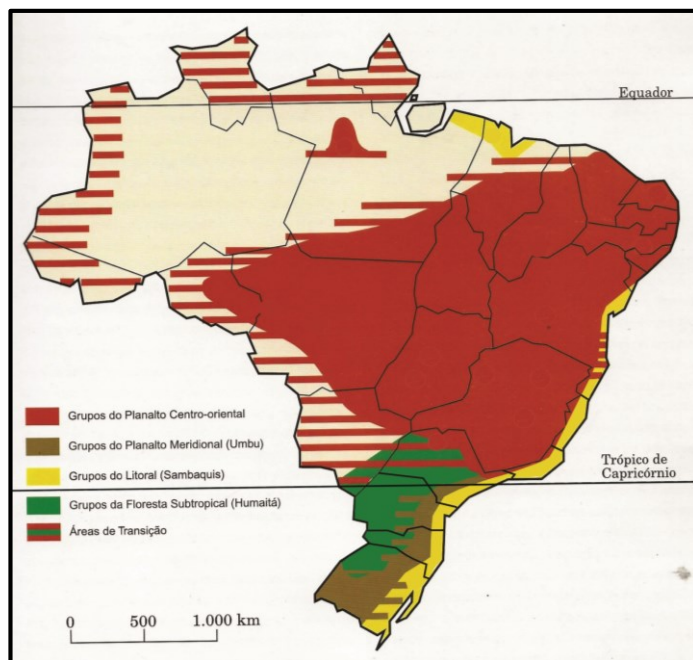 Equador
Grupos do Planalto Centro-oriental
Grupos do Planalto Meridional (Umbu)
Grupos do Litoral (Sambaquis)
Trópico de
Capricórnio
Grupos da Floresta Subtropical (Humaitá)
Áreas de Transição
0 500 1.000 km